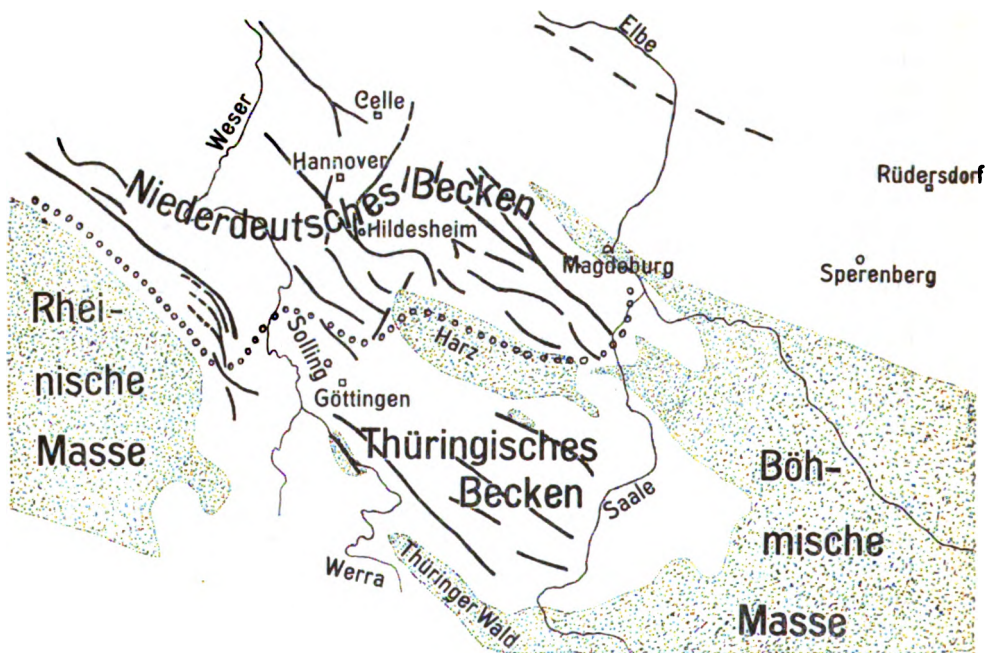 Elbe
Celle
Weser
Hannover
Rüdersdorf
Niederdeutsches Becken
Hildesheim
Magdeburg
Sperenberg
Rhei-
nische
Masse
Solling
Harz
Göttingen
Thüringisches
Becken
Saale
Böh-
mische
Masse
Werra
Thüringer Wald